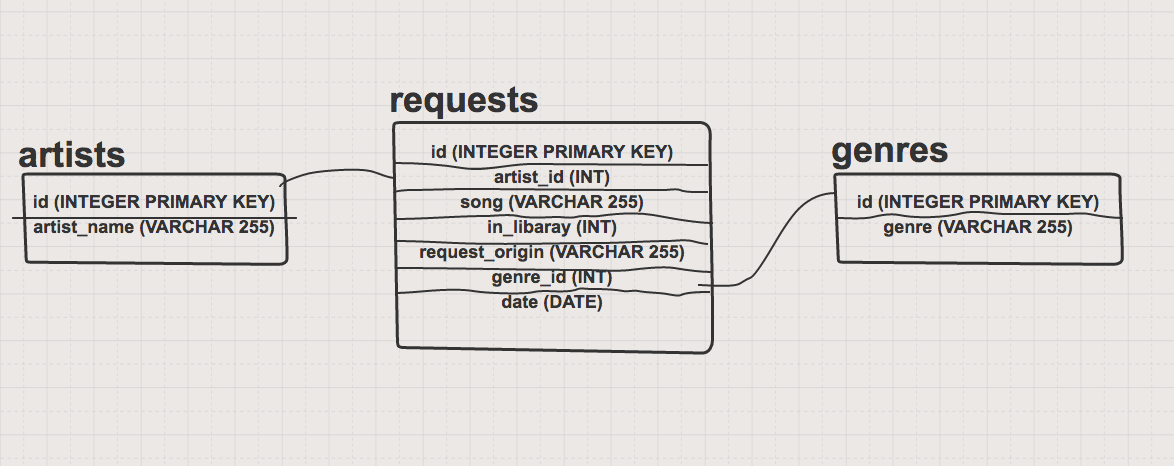 artists
id (INTEGER PRIMARY KEY)
artist_name (VARCHAR 255)
requests
id (INTEGER PRIMARY KEY)
artist_id (INT)
song (VARCHAR 255)
in_libaray (INT)
request_origin (VARCHAR 255)
genre_id (INT)
date (DATE)
genres
id (INTEGER PRIMARY KEY)
genre (VARCHAR 255)